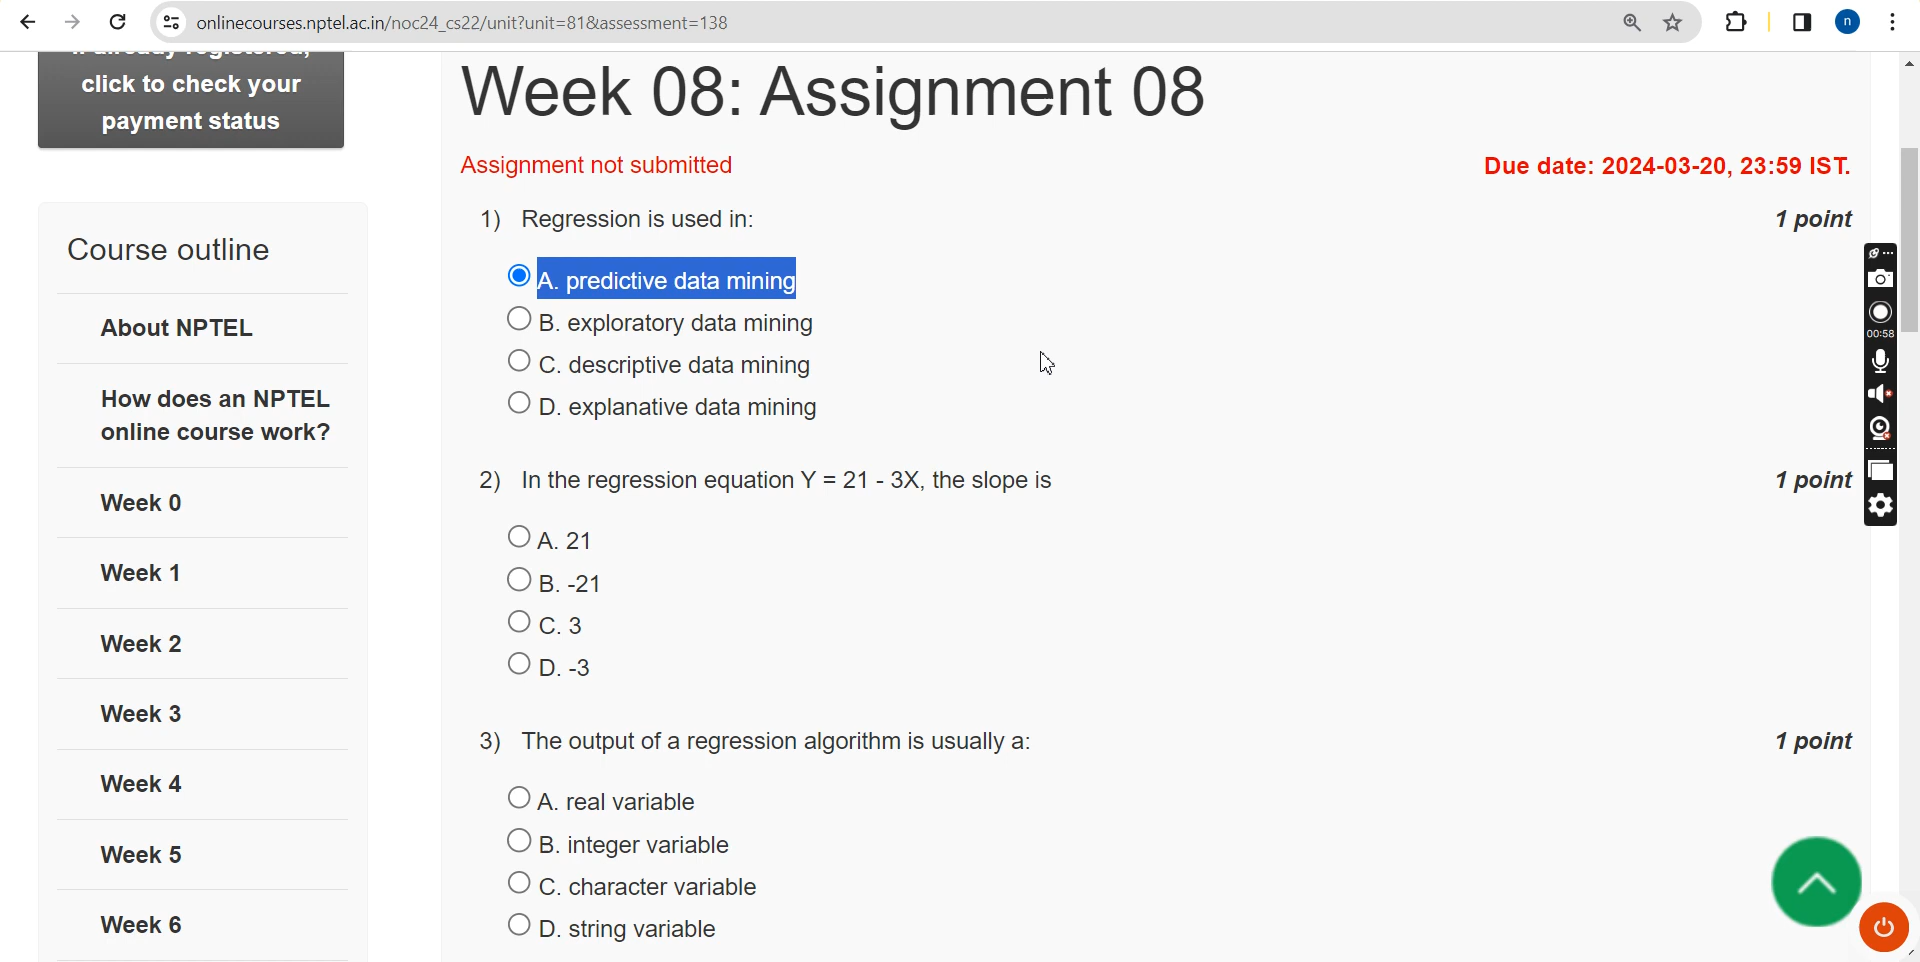 onlinecourses.nptel.ac.in/noc24_cs22/unit?unit=81&assessment=138
n
click to check your
payment status
Week 08: Assignment 08
Assignment not submitted
Due date: 2024-03-20, 23:59 IST.
Course outline
About NPTEL
How does an NPTEL
online course work?
Week 0
Week 1
Week 2
Week 3
Week 4
Week 5
Week 6
1) Regression is used in:
1 point
A. predictive data mining
B. exploratory data mining
C. descriptive data mining
D. explanative data mining
2) In the regression equation Y = 21 - 3X, the slope is
1 point
A. 21
B. -21
C. 3
D. -3
3) The output of a regression algorithm is usually a:
1 point
A. real variable
B. integer variable
C. character variable
D. string variable
00:58